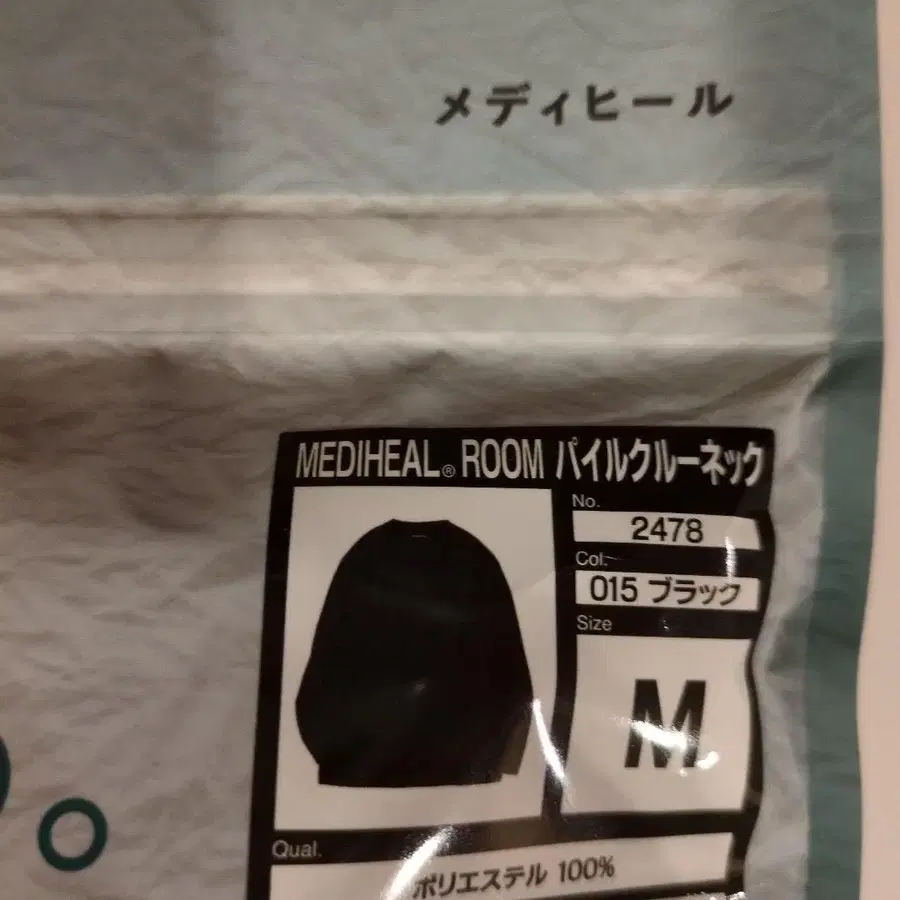 メディヒール
MEDIHEAL® ROOM パイルクルーネック
No.
2478
Col.
015 ブラック
Size
M
Qual.
ポリエステル 100%
。